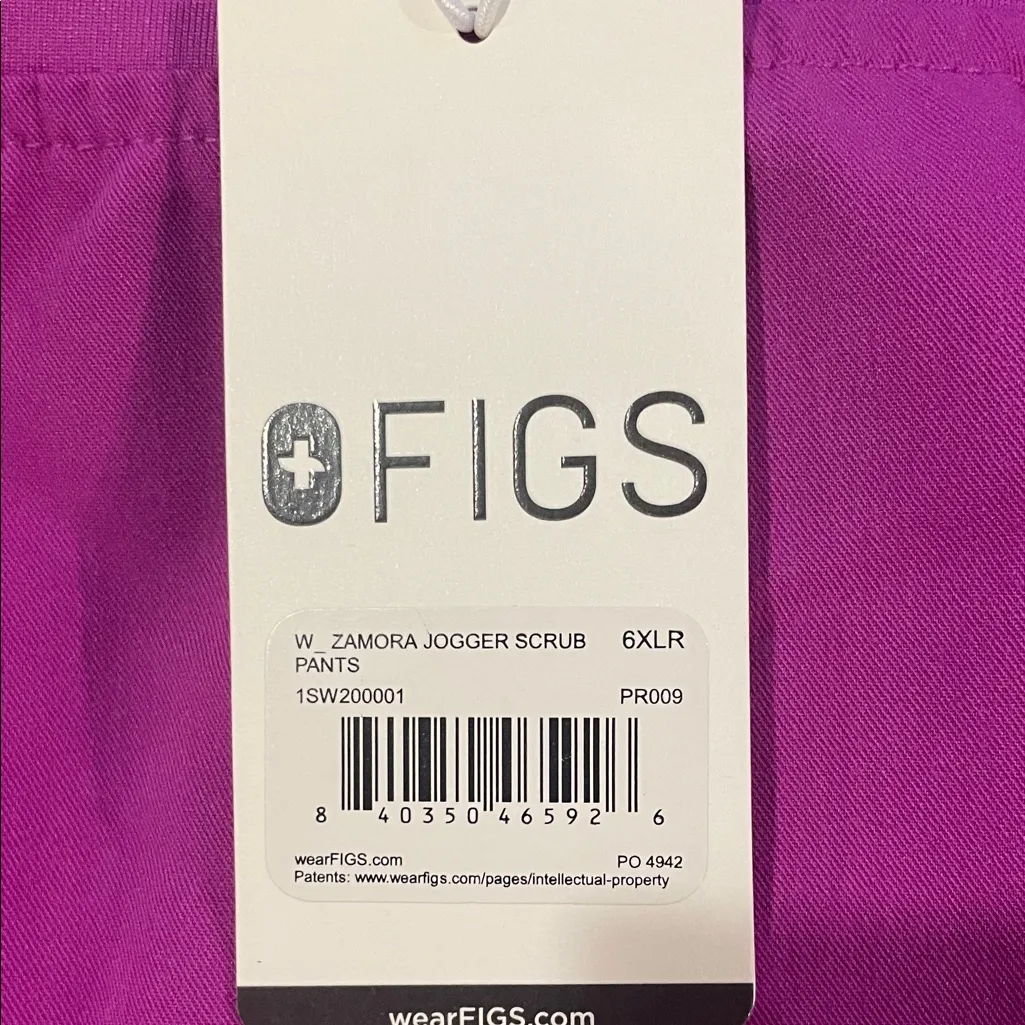 FIGS
W_ ZAMORA JOGGER SCRUB 6XLR
PANTS
1SW200001 PR009
8 40350 46592 6
wearFIGS.com PO 4942
Patents: www.wearfigs.com/pages/intellectual-property
wearFIGS.com